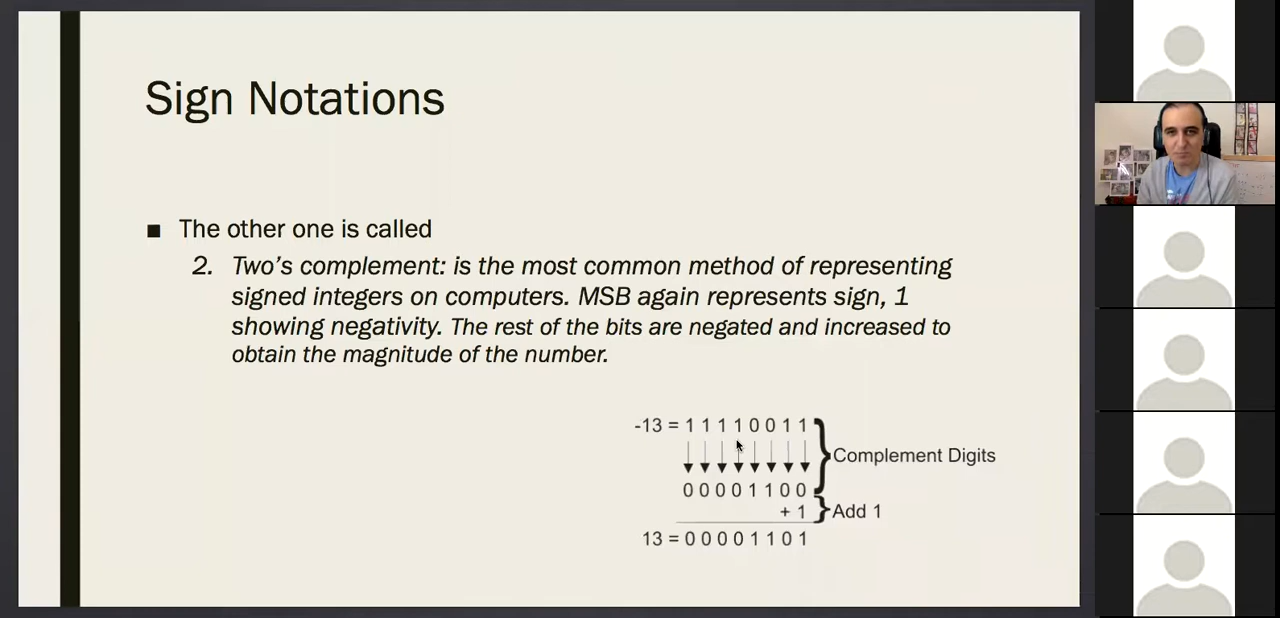 Sign Notations
■ The other one is called
2. Two's complement: is the most common method of representing
signed integers on computers. MSB again represents sign, 1
showing negativity. The rest of the bits are negated and increased to
obtain the magnitude of the number.
-13 = 1 1 1 1 0 0 1 1
Complement Digits
0 0 0 0 1 1 0 0
+ 1 Add 1
13 = 0 0 0 0 1 1 0 1